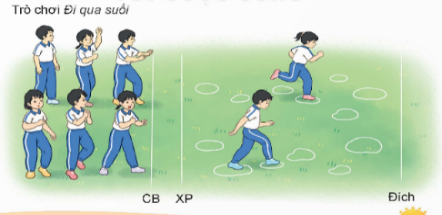 Trò chơi Đi qua suối
CB XP Đích